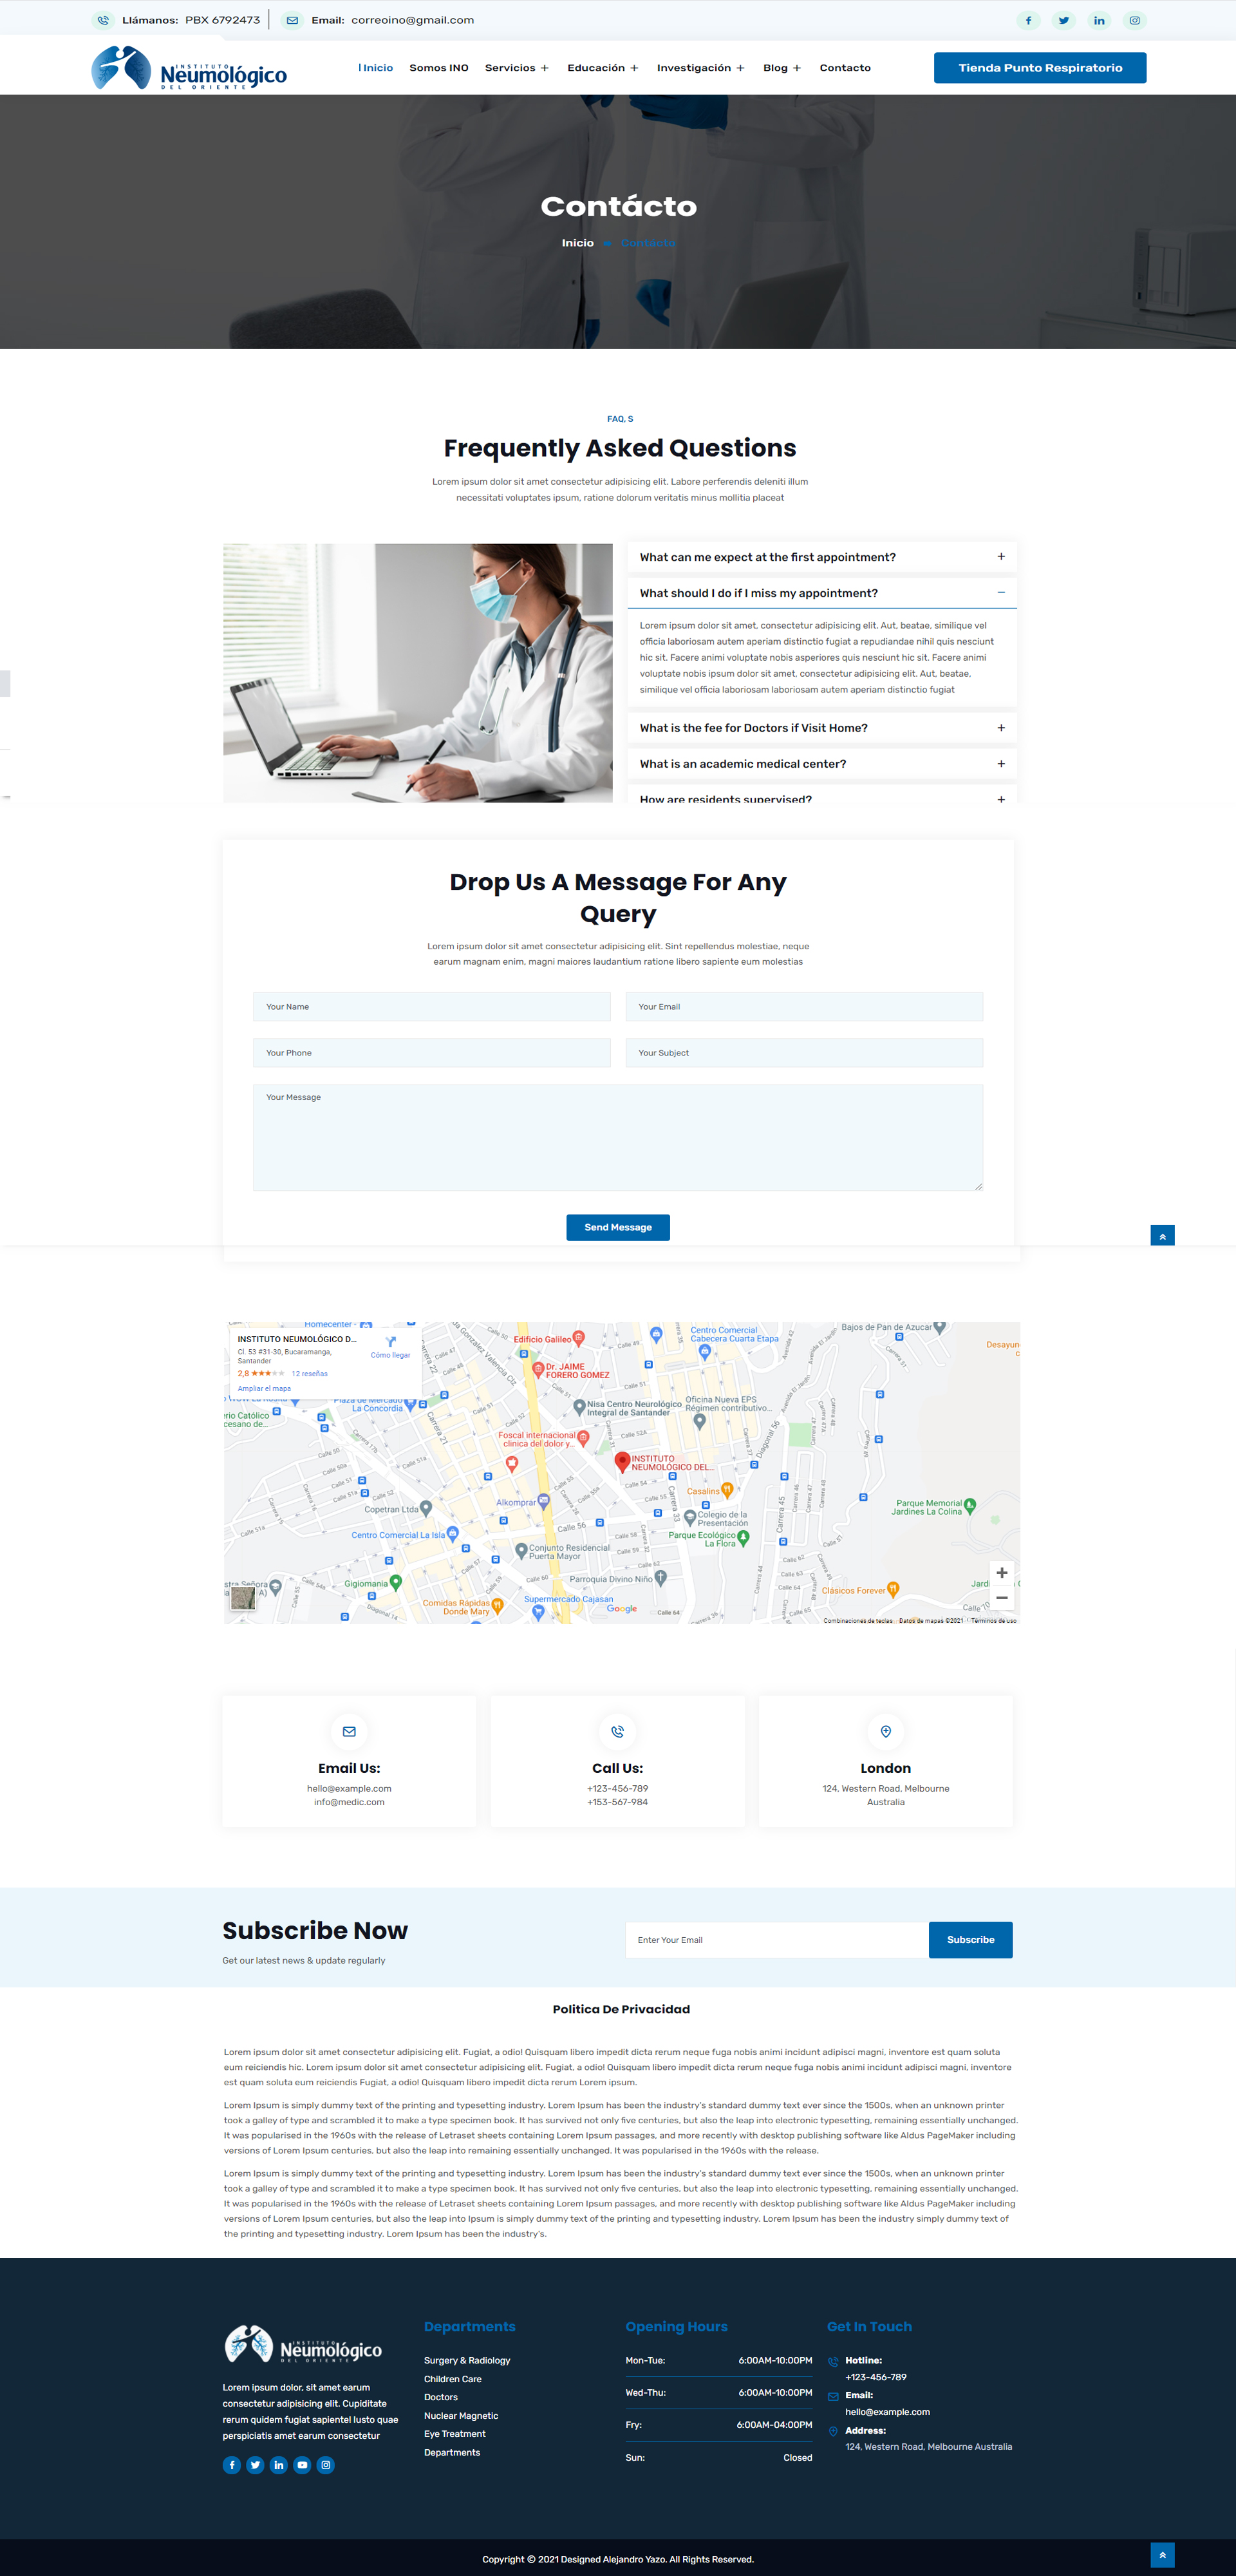 Llámanos: PBX 6792473
Email: correoino@gmail.com
INSTITUTO
Neumológico
DEL ORIENTE
Inicio
Somos INO
Servicios +
Educación +
Investigación +
Blog +
Contacto
Tienda Punto Respiratorio
Contácto
Inicio
Contacto
FAQ, S
Frequently Asked Questions
Lorem ipsum dolor sit amet consectetur adipisicing elit. Labore perferendis deleniti illum
necessitati voluptates ipsum, ratione dolorum veritatis minus mollitia placeat
What can me expect at the first appointment?
What should I do if I miss my appointment?
Lorem ipsum dolor sit amet, consectetur adipisicing elit. Aut, beatae, similique vel
officia laboriosam autem aperiam distinctio fugiat a repudiandae nihil quis nesciunt
hic sit. Facere animi voluptate nobis asperiores quis nesciunt hic sit. Facere animi
voluptate nobis ipsum dolor sit amet, consectetur adipisicing elit. Aut, beatae,
similique vel officia laboriosam laboriosam autem aperiam distinctio fugiat
What is the fee for Doctors if Visit Home?
What is an academic medical center?
How are residents supervised?
Drop Us A Message For Any
Query
Lorem ipsum dolor sit amet consectetur adipisicing elit. Sint repellendus molestiae, neque
earum magnam enim, magni maiores laudantium ratione libero sapiente eum molestias
Your Name
Your Email
Your Phone
Your Subject
Your Message
Send Message
INSTITUTO NEUMOLÓGICO D...
Cl. 53 #31-30, Bucaramanga,
Santander
2,8
12 reseñas
Ampliar el mapa
Cómo llegar
Homecenter
Edificio Galileo
Dr. JAIME
FORERO GOMEZ
Centro Comercial
Cabecera Cuarta Etapa
Bajos de Pan de Azucar
Desayun
Plaza de Mercado
La Concordia
Nisa Centro Neurológico
Integral de Santander
Oficina Nueva EPS
Régimen contributivo...
Foscal internacional
clinica del dolor y...
INSTITUTO
NEUMOLÓGICO DEL...
Casalins
Copetran Ltda
Alkomprar
Colegio de la
Presentación
Parque Ecológico
La Flora
Parque Memorial
Jardines La Colina
Centro Comercial La Isla
Calle 56
Conjunto Residencial
Puerta Mayor
Parroquia Divino Niño
Gigiomania
Comidas Rápidas
Donde Mary
Supermercado Cajasan
Clásicos Forever
Calle 64
Carrera 21
Carrera 33
Carrera 45
Diagonal 56
Google
Combinaciones de teclas
Datos de mapas ©2021
Términos de uso
Email Us:
hello@example.com
info@medic.com
Call Us:
+123-456-789
+153-567-984
London
124, Western Road, Melbourne
Australia
Subscribe Now
Get our latest news & update regularly
Enter Your Email
Subscribe
Politica De Privacidad
Lorem ipsum dolor sit amet consectetur adipisicing elit. Fugiat, a odio! Quisquam libero impedit dicta rerum neque fuga nobis animi incidunt adipisci magni, inventore est quam soluta
eum reiciendis hic. Lorem ipsum dolor sit amet consectetur adipisicing elit. Fugiat, a odio! Quisquam libero impedit dicta rerum neque fuga nobis animi incidunt adipisci magni, inventore
est quam soluta eum reiciendis Fugiat, a odio! Quisquam libero impedit dicta rerum Lorem ipsum.
Lorem Ipsum is simply dummy text of the printing and typesetting industry. Lorem Ipsum has been the industry's standard dummy text ever since the 1500s, when an unknown printer
took a galley of type and scrambled it to make a type specimen book. It has survived not only five centuries, but also the leap into electronic typesetting, remaining essentially unchanged.
It was popularised in the 1960s with the release of Letraset sheets containing Lorem Ipsum passages, and more recently with desktop publishing software like Aldus PageMaker including
versions of Lorem Ipsum centuries, but also the leap into remaining essentially unchanged. It was popularised in the 1960s with the release.
Lorem Ipsum is simply dummy text of the printing and typesetting industry. Lorem Ipsum has been the industry's standard dummy text ever since the 1500s, when an unknown printer
took a galley of type and scrambled it to make a type specimen book. It has survived not only five centuries, but also the leap into electronic typesetting, remaining essentially unchanged.
It was popularised in the 1960s with the release of Letraset sheets containing Lorem Ipsum passages, and more recently with desktop publishing software like Aldus PageMaker including
versions of Lorem Ipsum centuries, but also the leap into Ipsum is simply dummy text of the printing and typesetting industry. Lorem Ipsum has been the industry simply dummy text of
the printing and typesetting industry. Lorem Ipsum has been the industry's.
INSTITUTO
Neumológico
DEL ORIENTE
Lorem ipsum dolor, sit amet earum
consectetur adipisicing elit. Cupiditate
rerum quidem fugiat sapiente! Iusto quae
perspiciatis amet earum consectetur
Departments
Surgery & Radiology
Children Care
Doctors
Nuclear Magnetic
Eye Treatment
Departments
Opening Hours
Mon-Tue: 6:00AM-10:00PM
Wed-Thu: 6:00AM-10:00PM
Fry: 6:00AM-04:00PM
Sun: Closed
Get In Touch
Hotline:
+123-456-789
Email:
hello@example.com
Address:
124, Western Road, Melbourne Australia
Copyright © 2021 Designed Alejandro Yazo. All Rights Reserved.